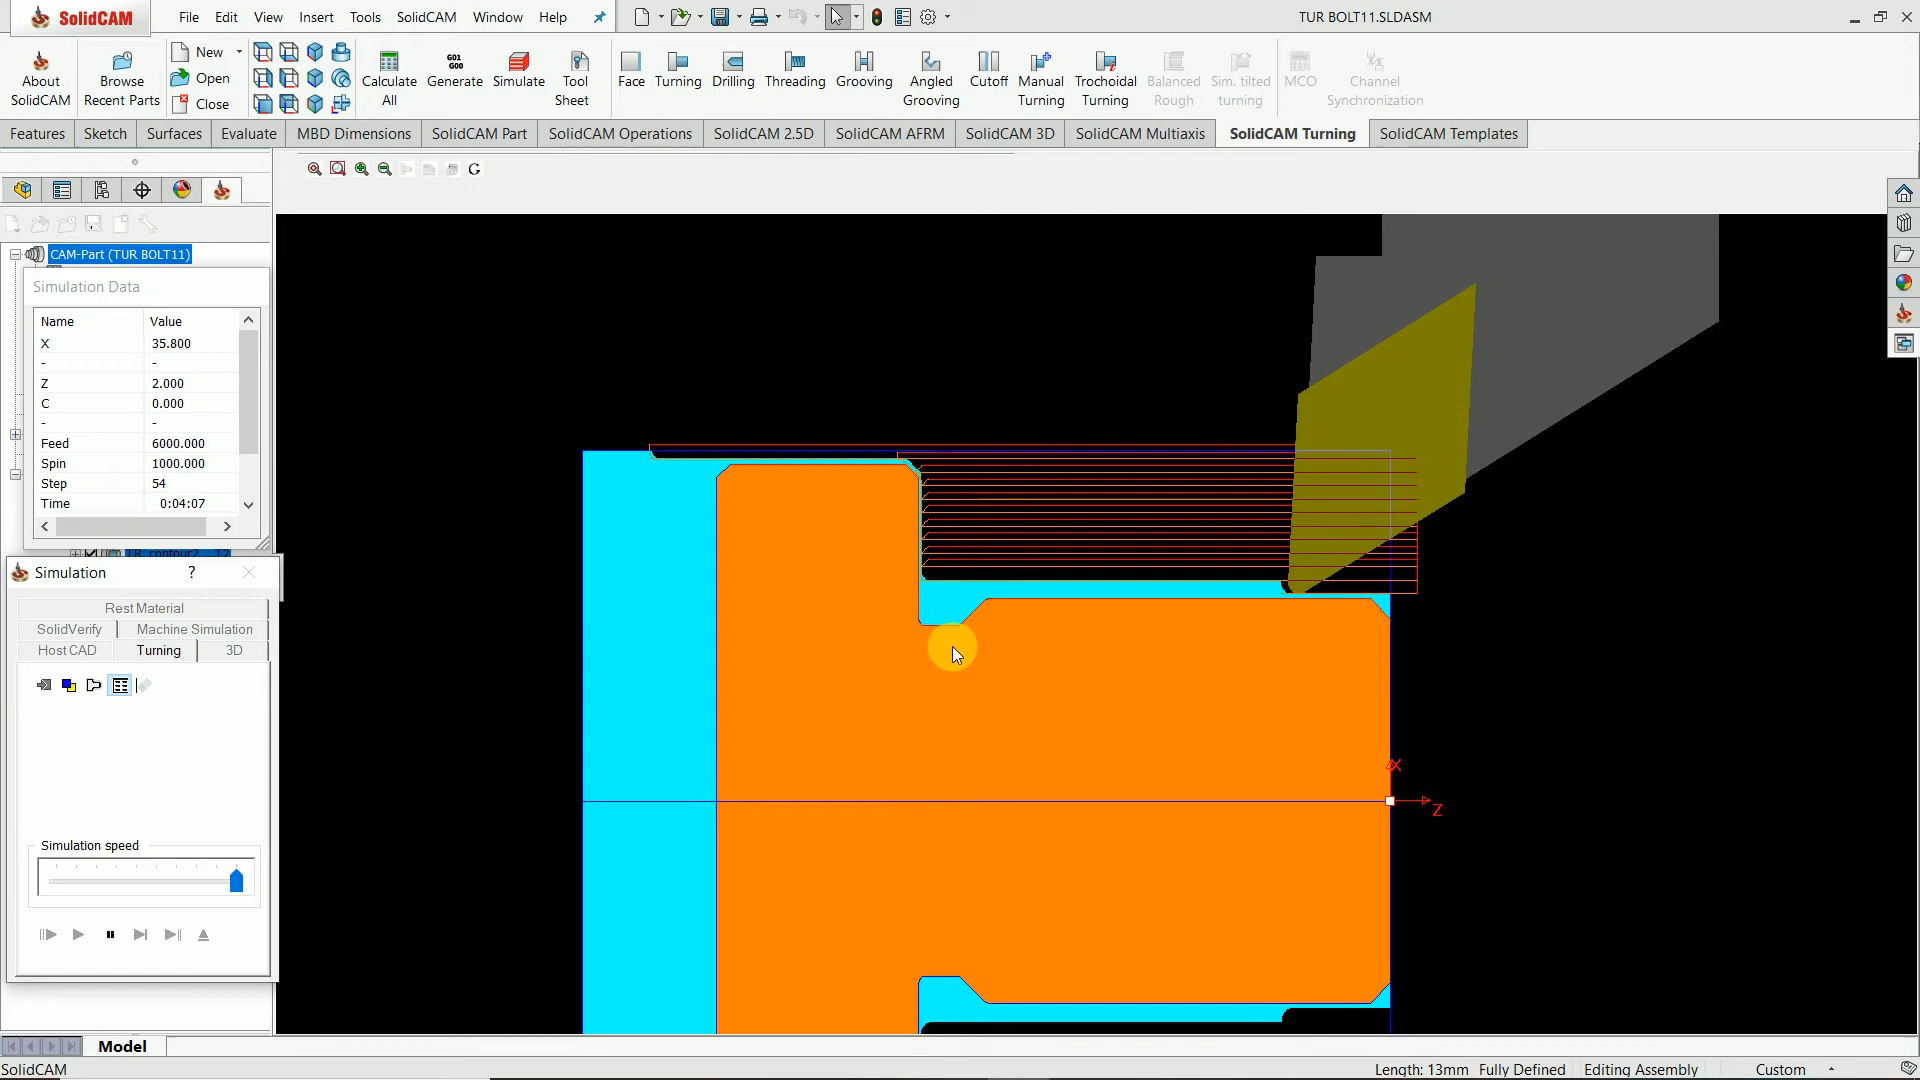 SolidCAM
File Edit View Insert Tools SolidCAM Window Help
TUR BOLT11.SLDASM
About SolidCAM
Browse Recent Parts
New
Open
Close
Calculate All
Generate
G01 G00
Simulate
Tool Sheet
Face
Turning
Drilling
Threading
Grooving
Angled Grooving
Cutoff
Manual Turning
Trochoidal Turning
Balanced Rough
Sim. tilted turning
MCO
Channel Synchronization
Features Sketch Surfaces Evaluate MBD Dimensions SolidCAM Part SolidCAM Operations SolidCAM 2.5D SolidCAM AFRM SolidCAM 3D SolidCAM Multiaxis SolidCAM Turning SolidCAM Templates
CAM-Part (TUR BOLT11)
Simulation Data
Name Value
X 35.800
- -
Z 2.000
C 0.000
- -
Feed 6000.000
Spin 1000.000
Step 54
Time 0:04:07
Simulation ?
Rest Material
SolidVerify Machine Simulation
Host CAD Turning 3D
Simulation speed
X
Z
Model
SolidCAM
Length: 13mm Fully Defined Editing Assembly Custom